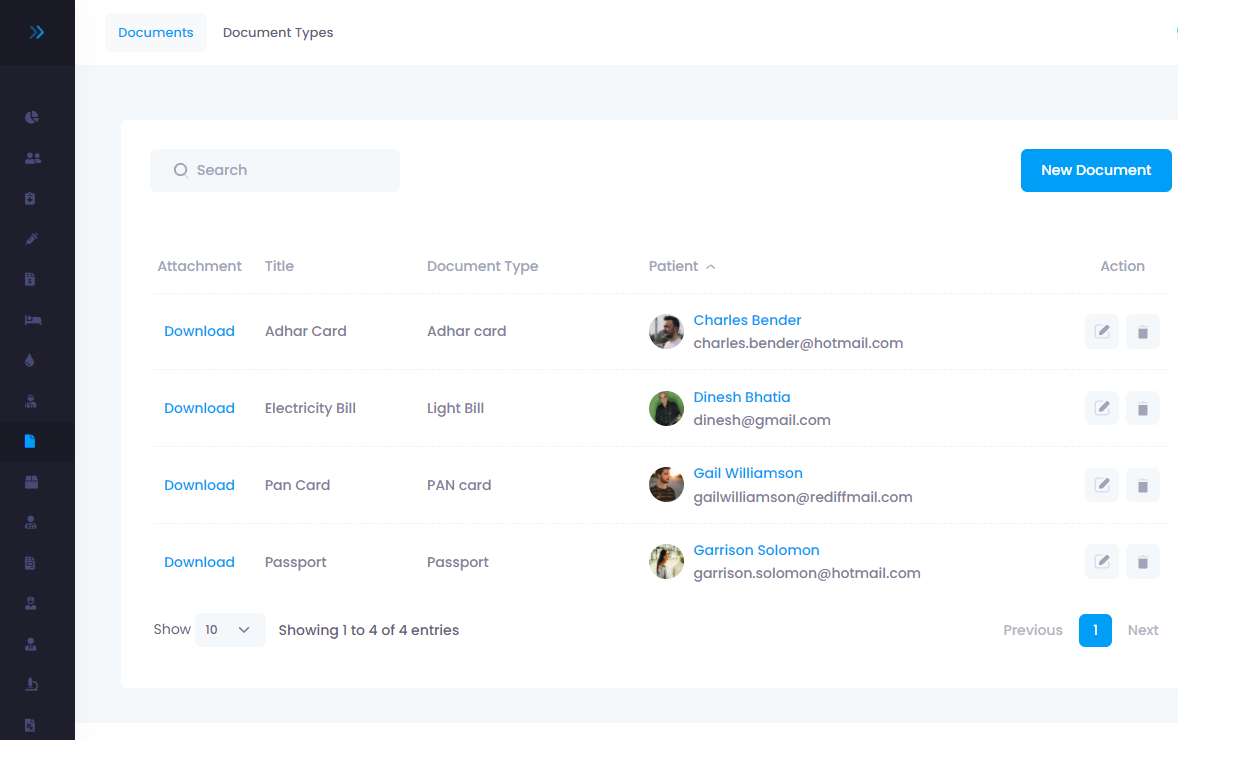 Documents Document Types
Search
New Document
Attachment Title Document Type Patient Action
Download Adhar Card Adhar card Charles Bender
charles.bender@hotmail.com
Download Electricity Bill Light Bill Dinesh Bhatia
dinesh@gmail.com
Download Pan Card PAN card Gail Williamson
gailwilliamson@rediffmail.com
Download Passport Passport Garrison Solomon
garrison.solomon@hotmail.com
Show 10 Showing 1 to 4 of 4 entries Previous 1 Next